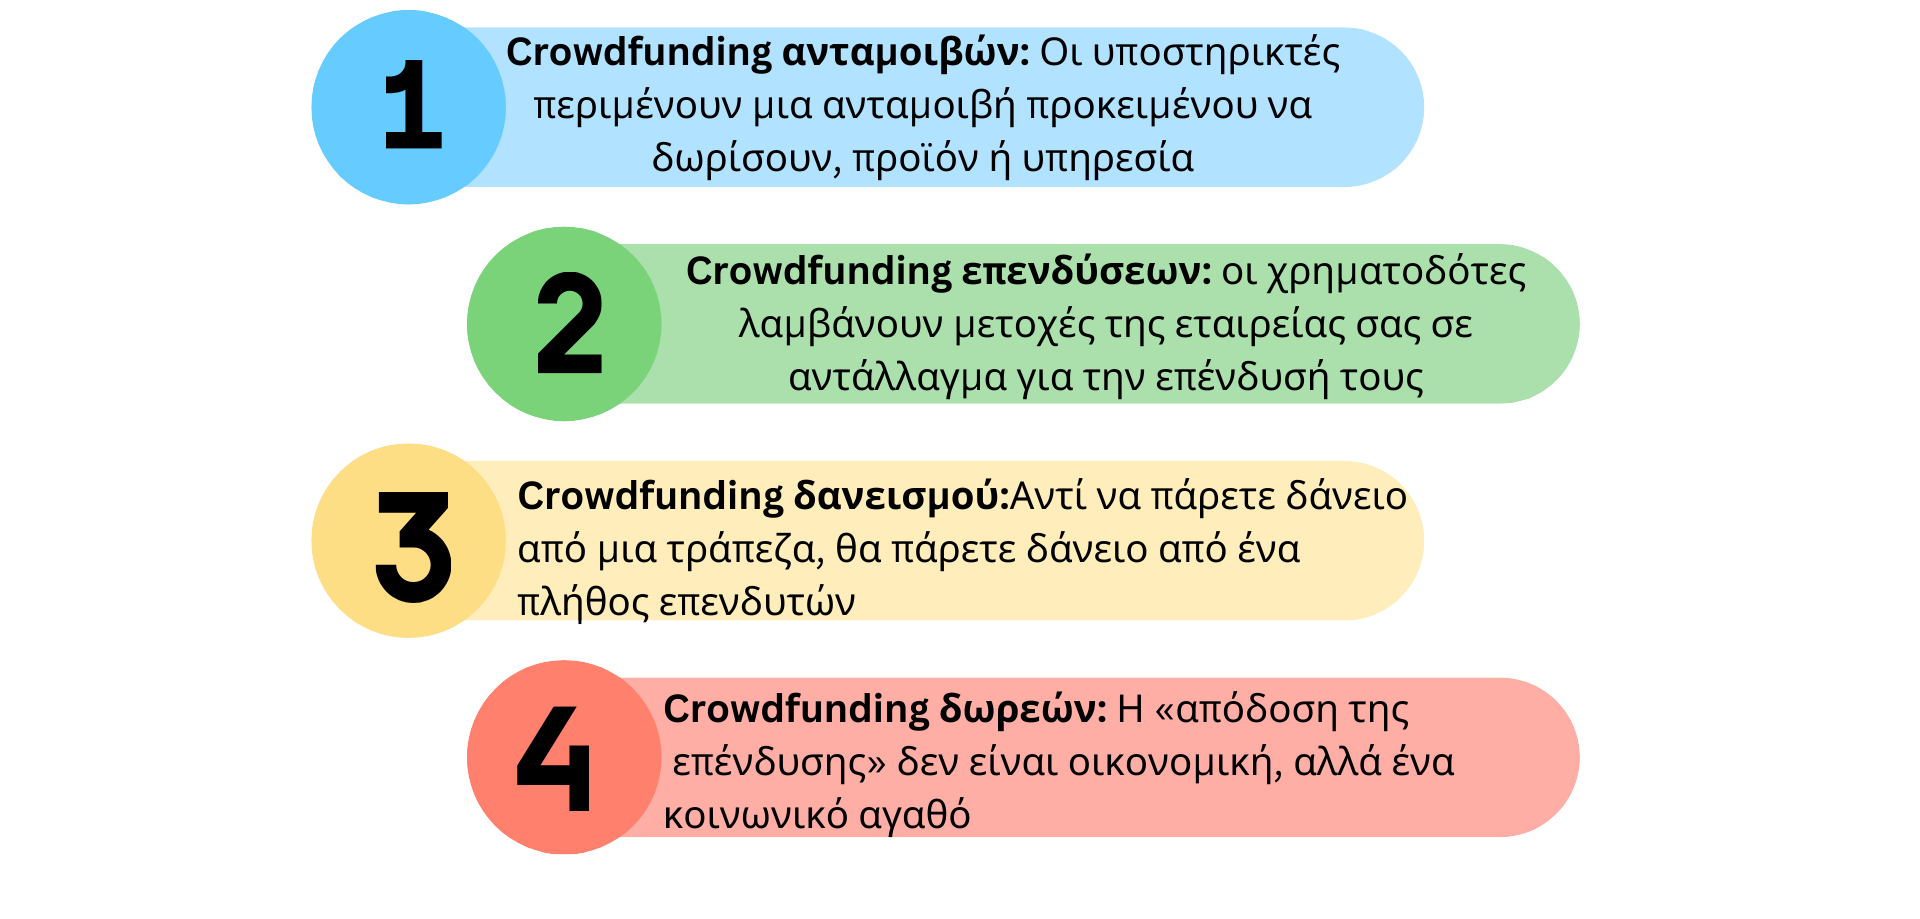 1
Crowdfunding ανταμοιβών: Οι υποστηρικτές
περιμένουν μια ανταμοιβή προκειμένου να
δωρίσουν, προϊόν ή υπηρεσία
2
Crowdfunding επενδύσεων: οι χρηματοδότες
λαμβάνουν μετοχές της εταιρείας σας σε
αντάλλαγμα για την επένδυσή τους
3
Crowdfunding δανεισμού:Αντί να πάρετε δάνειο
από μια τράπεζα, θα πάρετε δάνειο από ένα
πλήθος επενδυτών
4
Crowdfunding δωρεών: Η «απόδοση της
επένδυσης» δεν είναι οικονομική, αλλά ένα
κοινωνικό αγαθό